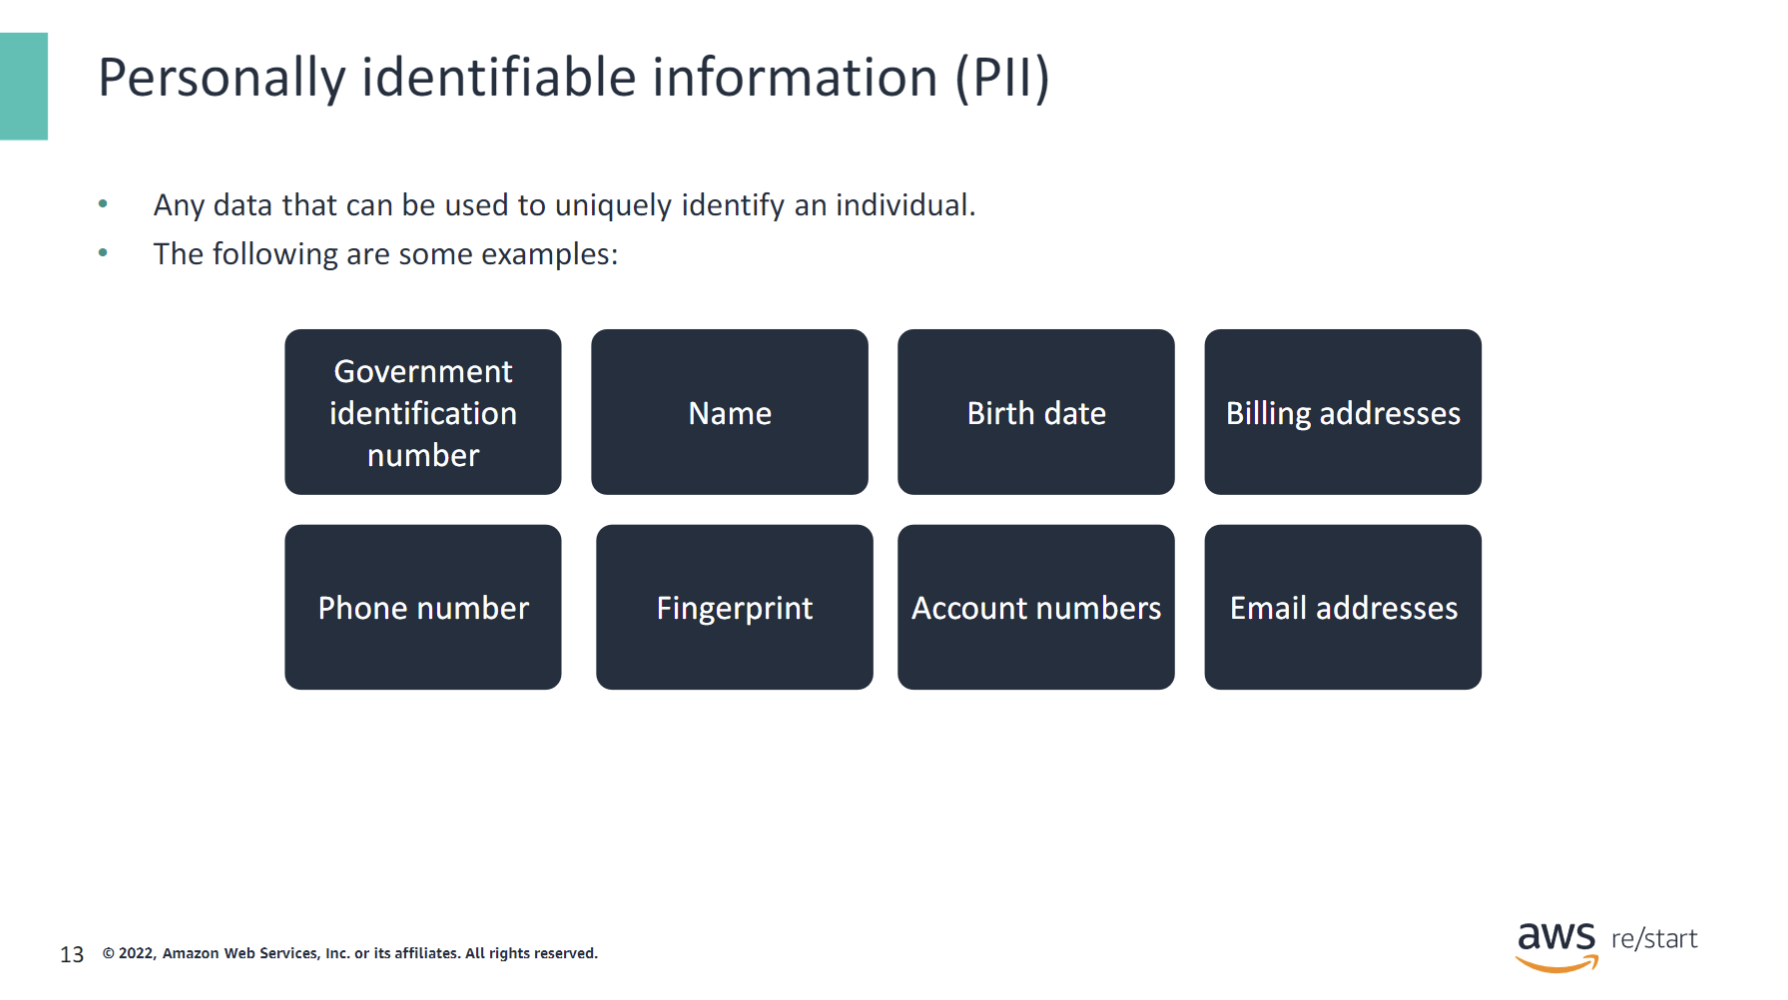 Personally identifiable information (PII)
• Any data that can be used to uniquely identify an individual.
• The following are some examples:
Government
identification
number
Name
Birth date
Billing addresses
Phone number
Fingerprint
Account numbers
Email addresses
13
© 2022, Amazon Web Services, Inc. or its affiliates. All rights reserved.
aws re/start